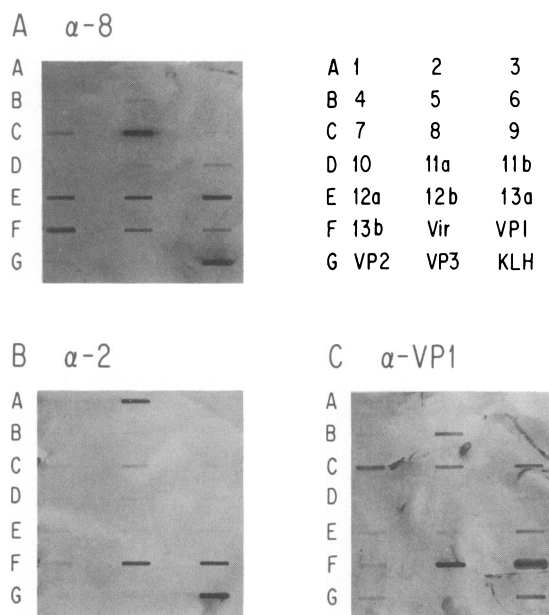 A α-8
A
B
C
D
E
F
G
A 1 2 3
B 4 5 6
C 7 8 9
D 10 11a 11b
E 12a 12b 13a
F 13b Vir VP1
G VP2 VP3 KLH
B α-2
A
B
C
D
E
F
G
C α-VP1
A
B
C
D
E
F
G